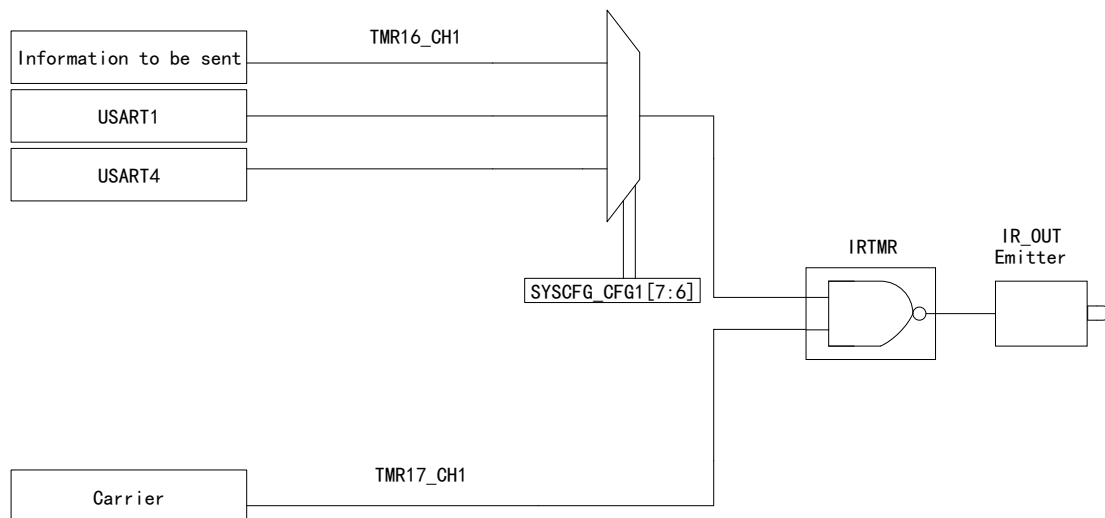 TMR16_CH1
Information to be sent
USART1
USART4
IRTMR
IR_OUT
Emitter
SYSCFG_CFG1[7:6]
TMR17_CH1
Carrier